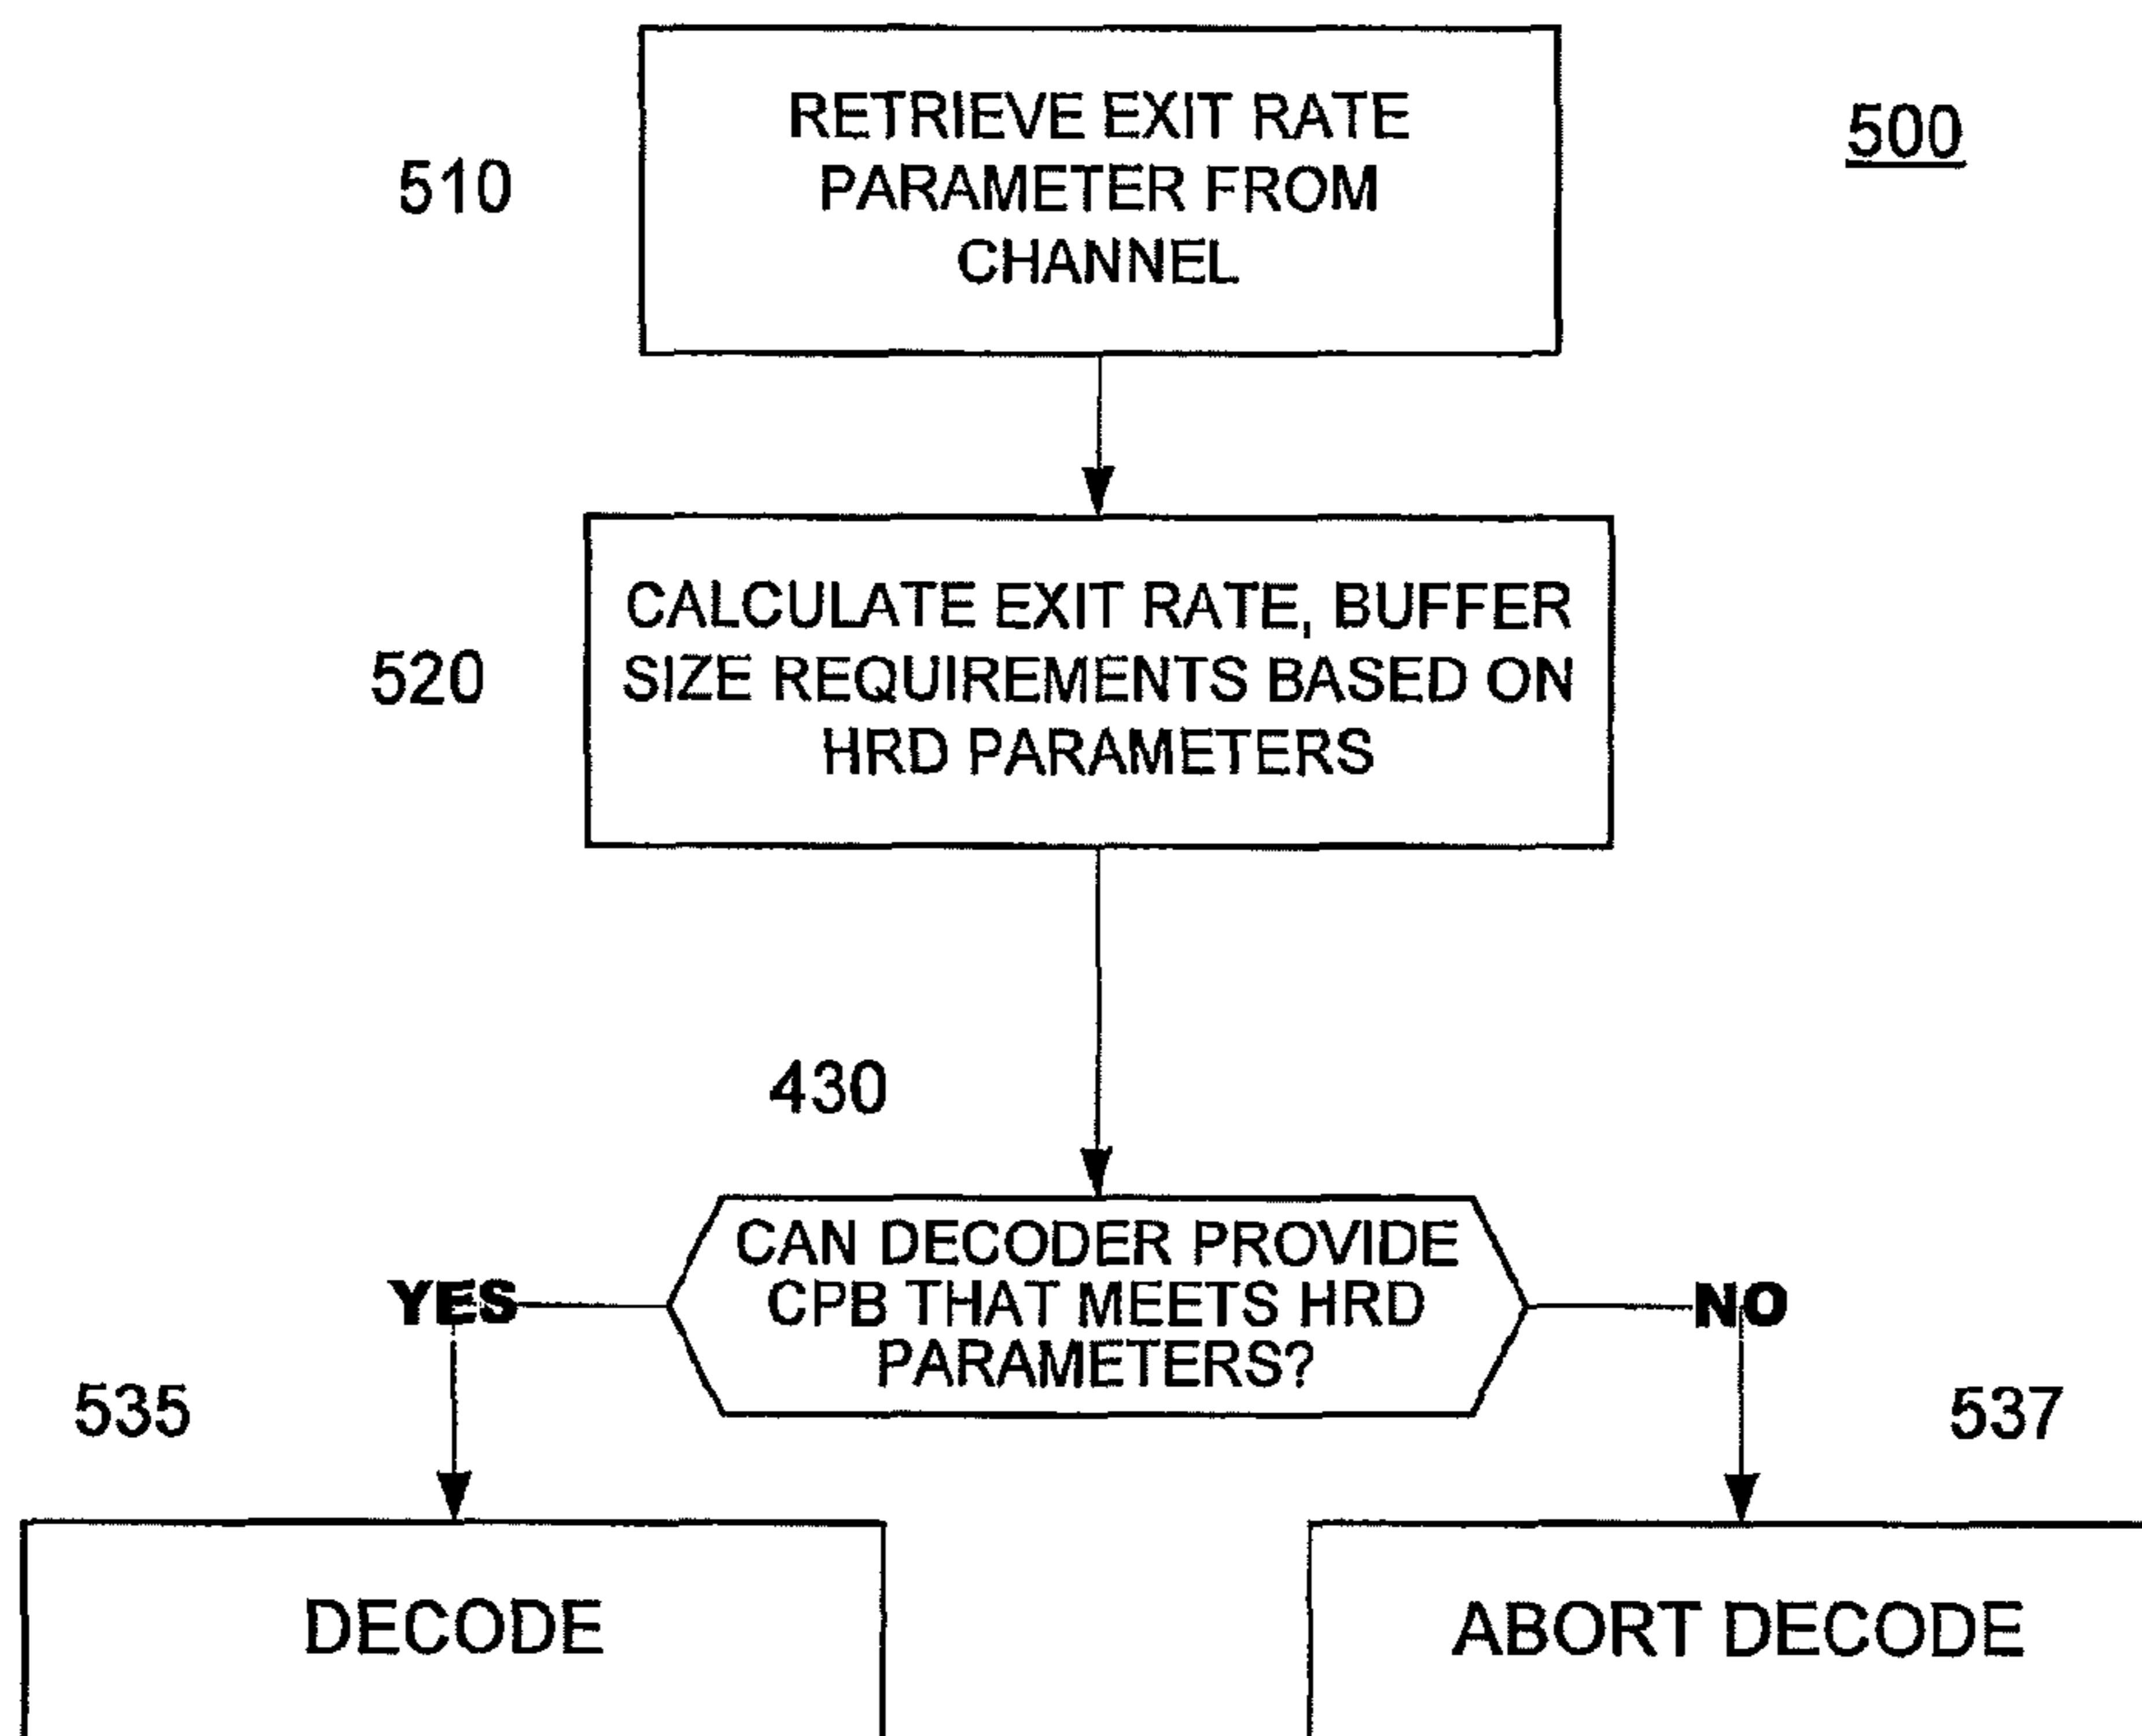 500
510
RETRIEVE EXIT RATE
PARAMETER FROM
CHANNEL
520
CALCULATE EXIT RATE, BUFFER
SIZE REQUIREMENTS BASED ON
HRD PARAMETERS
430
CAN DECODER PROVIDE
CPB THAT MEETS HRD
PARAMETERS?
YES
NO
535
537
DECODE
ABORT DECODE